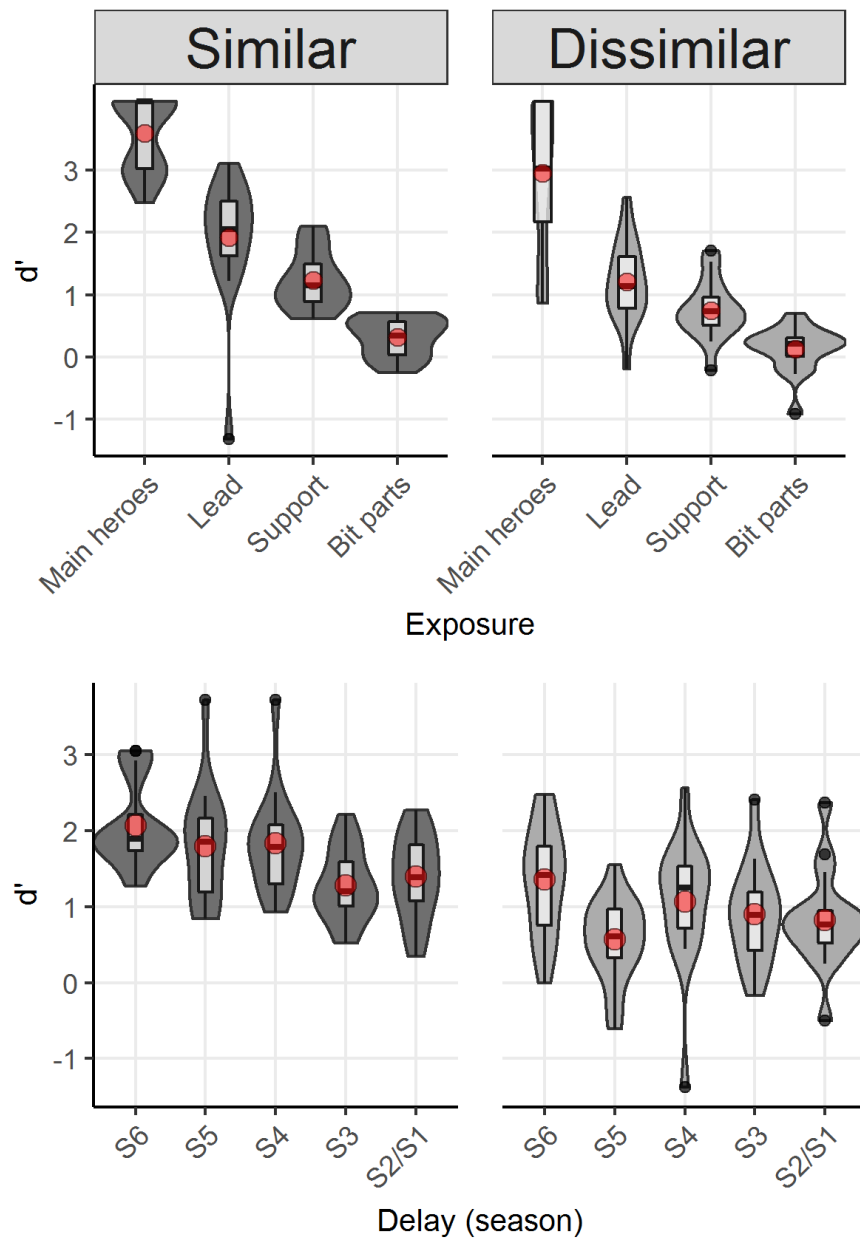 Similar
Dissimilar
d'
3
2
1
0
-1
Main heroes
Lead
Support
Bit parts
Main heroes
Lead
Support
Bit parts
Exposure
d'
3
2
1
0
-1
S6
S5
S4
S3
S2/S1
S6
S5
S4
S3
S2/S1
Delay (season)